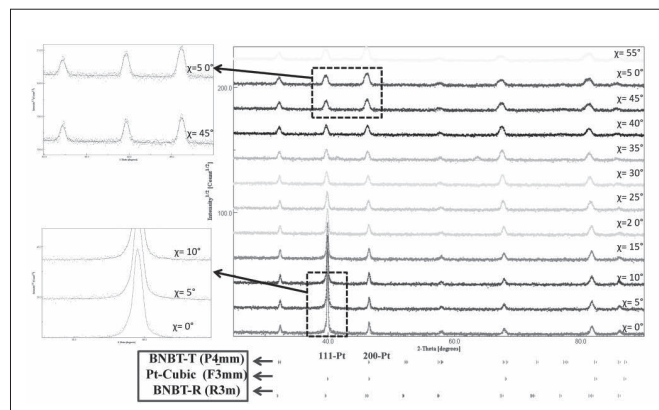 χ=5 0°
χ= 45°
χ= 10°
χ= 5°
χ= 0°
Intensity^1/2 [Count^1/2]
200.0
100.0
χ= 55°
χ=5 0°
χ= 45°
χ= 40°
χ= 35°
χ= 30°
χ= 25°
χ=2 0°
χ= 15°
χ= 10°
χ= 5°
χ= 0°
40.0
60.0
80.0
2-Theta [degrees]
111-Pt
200-Pt
BNBT-T (P4mm)
Pt-Cubic (F3mm)
BNBT-R (R3m)